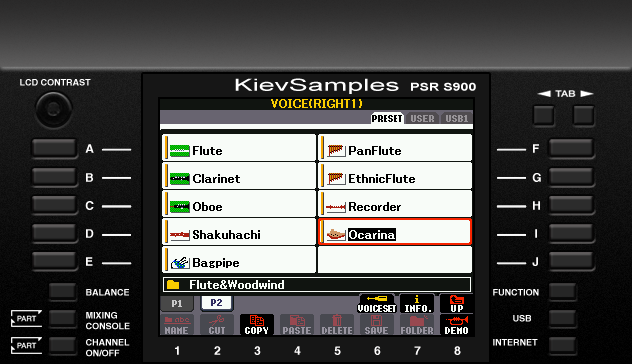 LCD CONTRAST
KievSamples PSR S900
◄ TAB ►
VOICE(RIGHT1)
PRESET USER USB1
A Flute PanFlute F
B Clarinet EthnicFlute G
C Oboe Recorder H
D Shakuhachi Ocarina I
E Bagpipe J
Flute&Woodwind
BALANCE P1 P2 VOICESET i INFO. UP FUNCTION
PART MIXING CONSOLE USB
NAME CUT COPY PASTE DELETE SAVE FOLDER DEMO
PART CHANNEL ON/OFF INTERNET
1 2 3 4 5 6 7 8